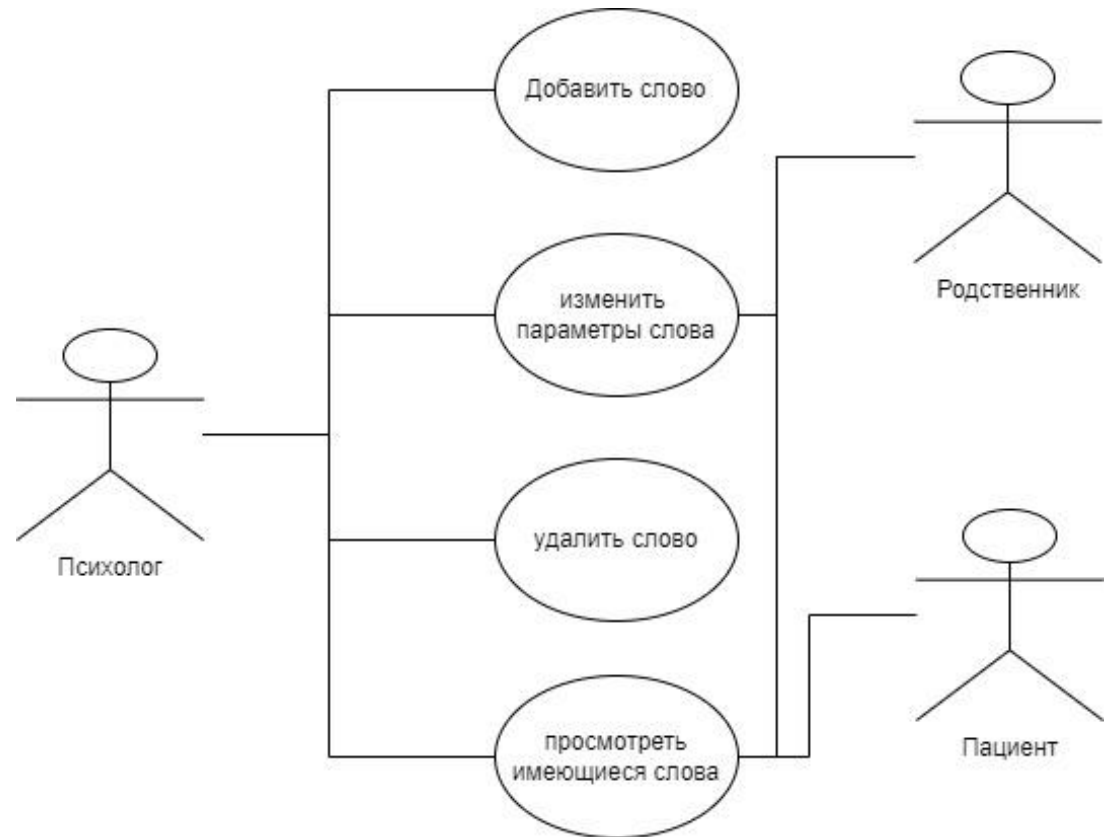 Добавить слово
изменить
параметры слова
Родственник
удалить слово
Психолог
просмотреть
имеющиеся слова
Пациент